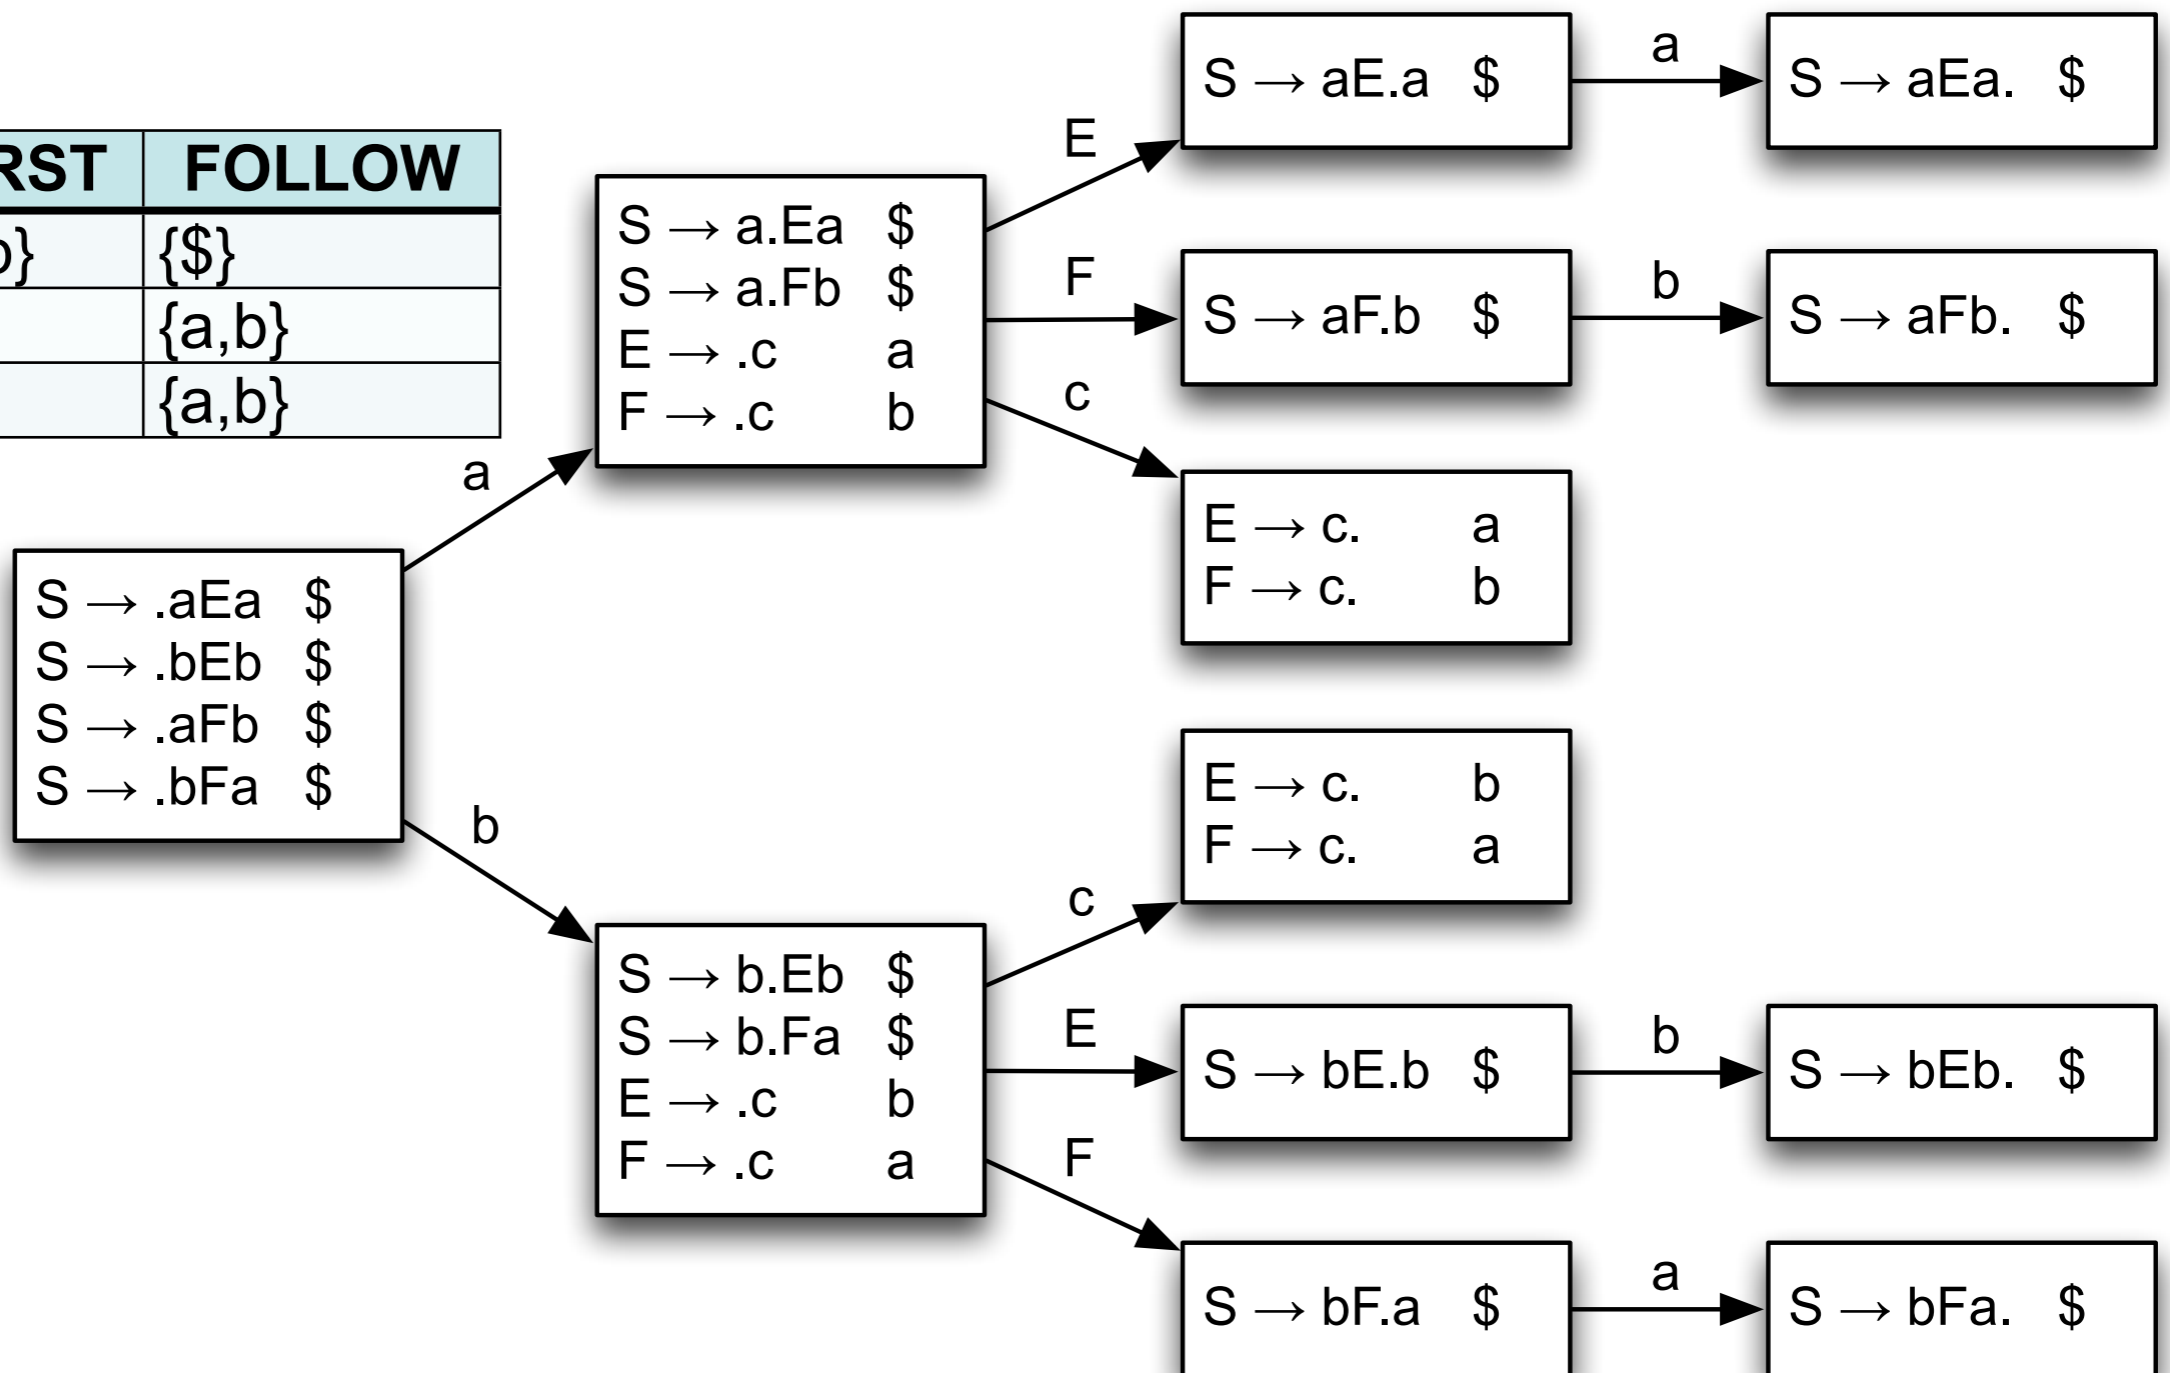 RST FOLLOW
b} {$}
{a,b}
{a,b}
S → .aEa $
S → .bEb $
S → .aFb $
S → .bFa $
a
b
S → a.Ea $
S → a.Fb $
E → .c a
F → .c b
E
F
c
S → aE.a $
a
S → aEa. $
S → aF.b $
b
S → aFb. $
E → c. a
F → c. b
S → b.Eb $
S → b.Fa $
E → .c b
F → .c a
c
E
F
E → c. b
F → c. a
S → bE.b $
b
S → bEb. $
S → bF.a $
a
S → bFa. $